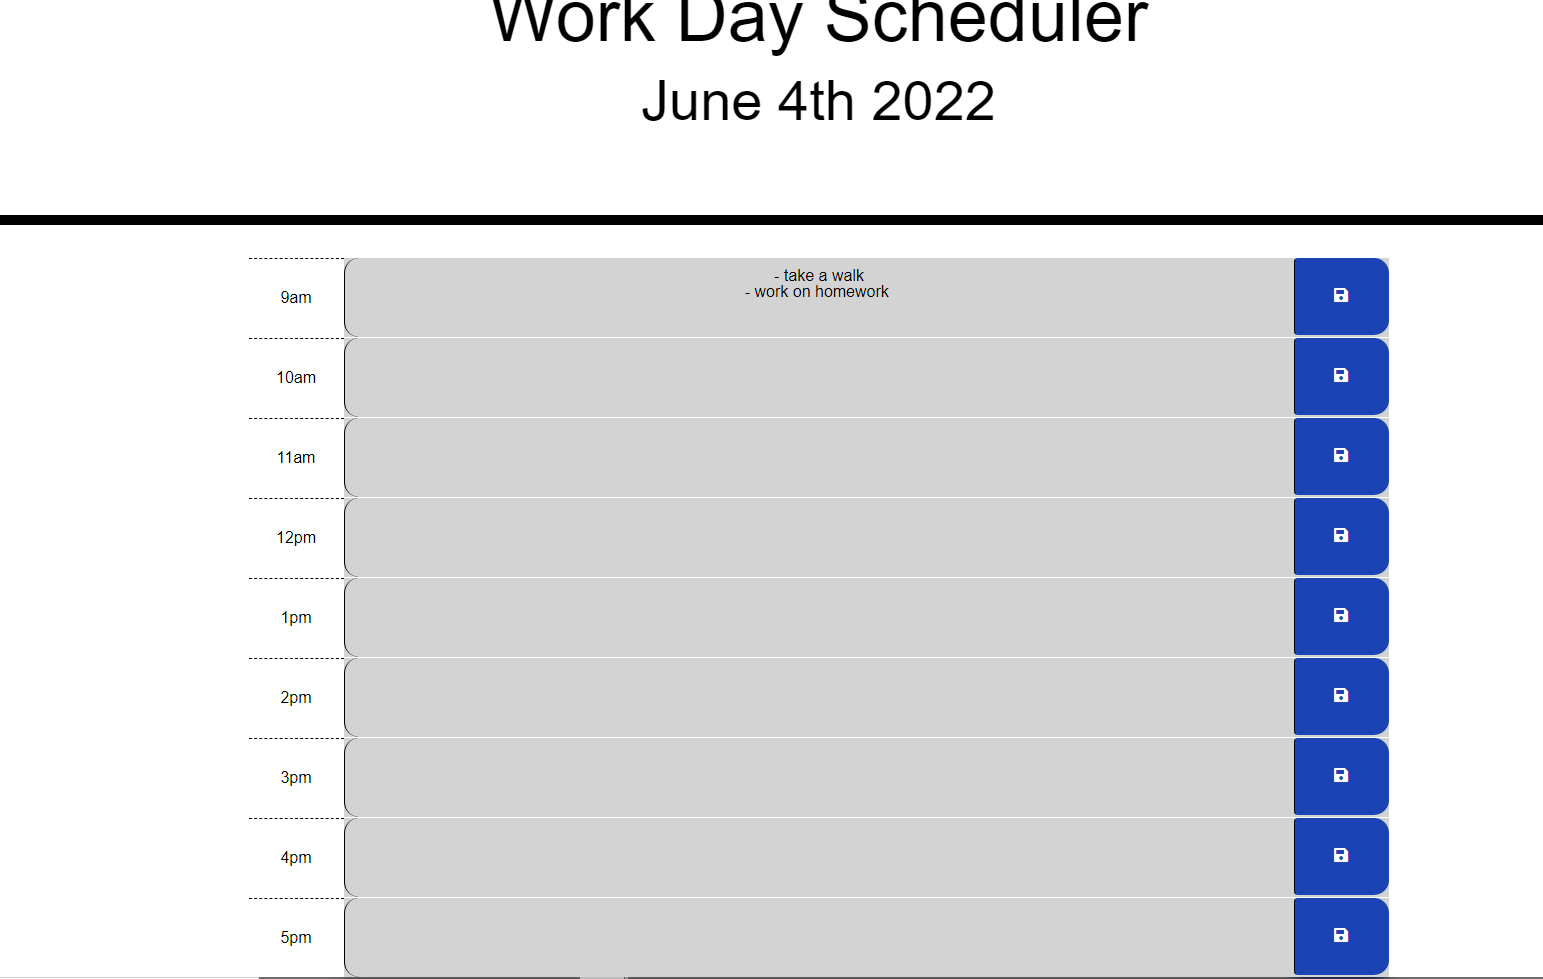 Work Day Scheduler
June 4th 2022
9am
- take a walk
- work on homework
10am
11am
12pm
1pm
2pm
3pm
4pm
5pm